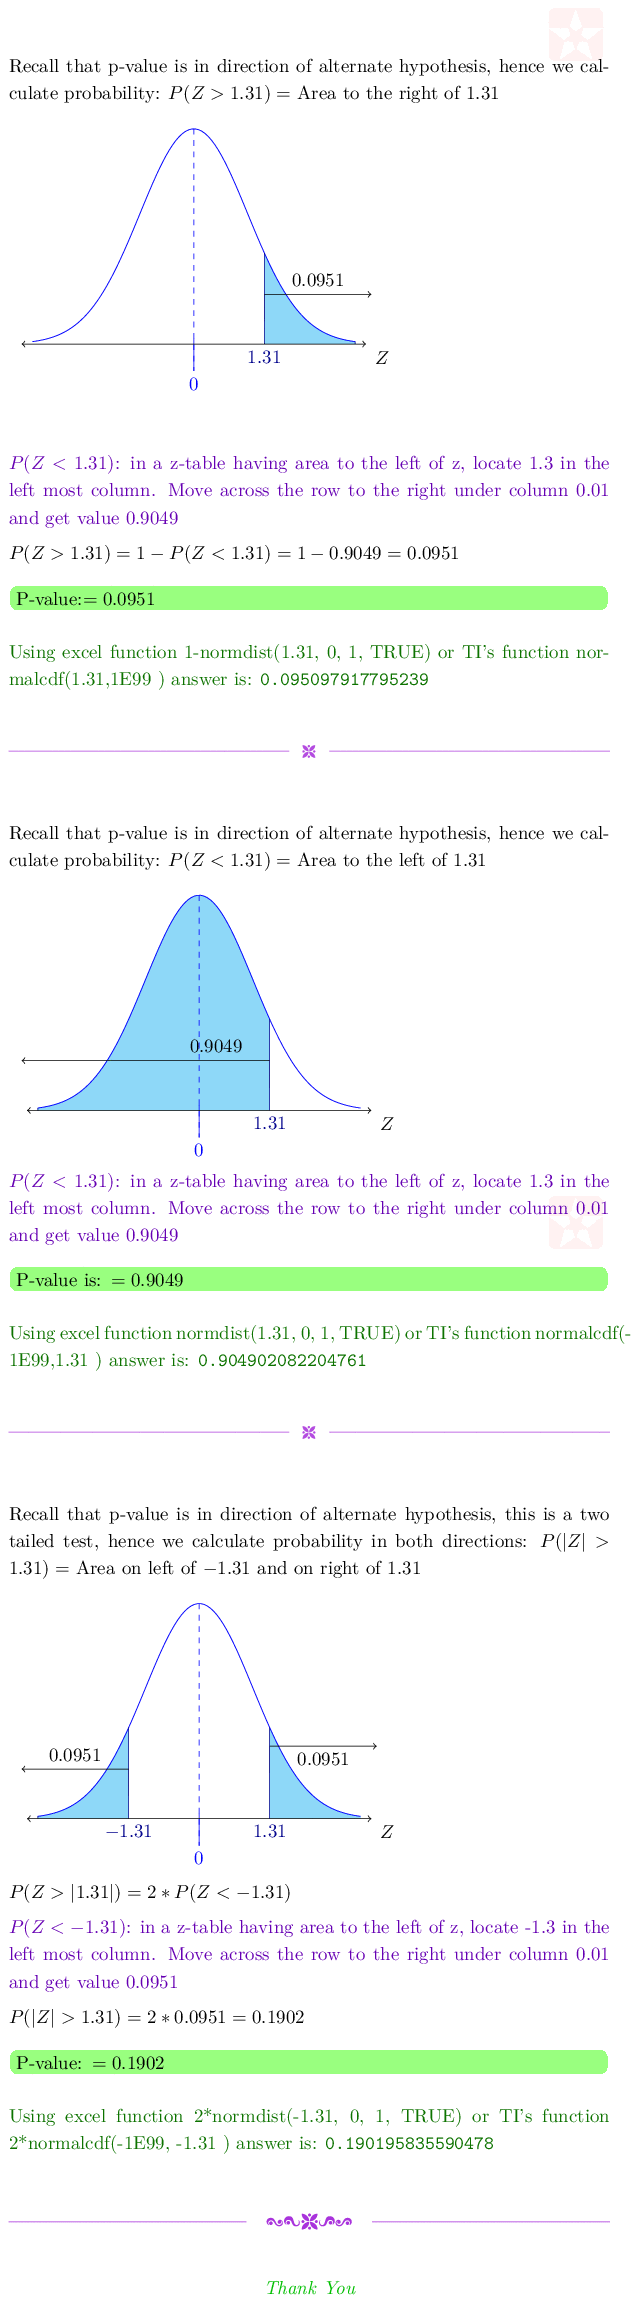 Recall that p-value is in direction of alternate hypothesis, hence we cal-
culate probability: P(Z > 1.31) = Area to the right of 1.31
0.0951
1.31
Z
0
P(Z < 1.31): in a z-table having area to the left of z, locate 1.3 in the
left most column. Move across the row to the right under column 0.01
and get value 0.9049
P(Z > 1.31) = 1 − P(Z < 1.31) = 1 − 0.9049 = 0.0951
P-value:= 0.0951
Using excel function 1-normdist(1.31, 0, 1, TRUE) or TI's function nor-
malcdf(1.31,1E99 ) answer is: 0.095097917795239
Recall that p-value is in direction of alternate hypothesis, hence we cal-
culate probability: P(Z < 1.31) = Area to the left of 1.31
0.9049
1.31
Z
0
P(Z < 1.31): in a z-table having area to the left of z, locate 1.3 in the
left most column. Move across the row to the right under column 0.01
and get value 0.9049
P-value is: = 0.9049
Using excel function normdist(1.31, 0, 1, TRUE) or TI's function normalcdf(-
1E99,1.31 ) answer is: 0.904902082204761
Recall that p-value is in direction of alternate hypothesis, this is a two
tailed test, hence we calculate probability in both directions: P(|Z| >
1.31) = Area on left of −1.31 and on right of 1.31
0.0951
0.0951
−1.31
1.31
Z
0
P(Z > |1.31|) = 2 ∗ P(Z < −1.31)
P(Z < −1.31): in a z-table having area to the left of z, locate -1.3 in the
left most column. Move across the row to the right under column 0.01
and get value 0.0951
P(|Z| > 1.31) = 2 ∗ 0.0951 = 0.1902
P-value: = 0.1902
Using excel function 2*normdist(-1.31, 0, 1, TRUE) or TI's function
2*normalcdf(-1E99, -1.31 ) answer is: 0.190195835590478
Thank You